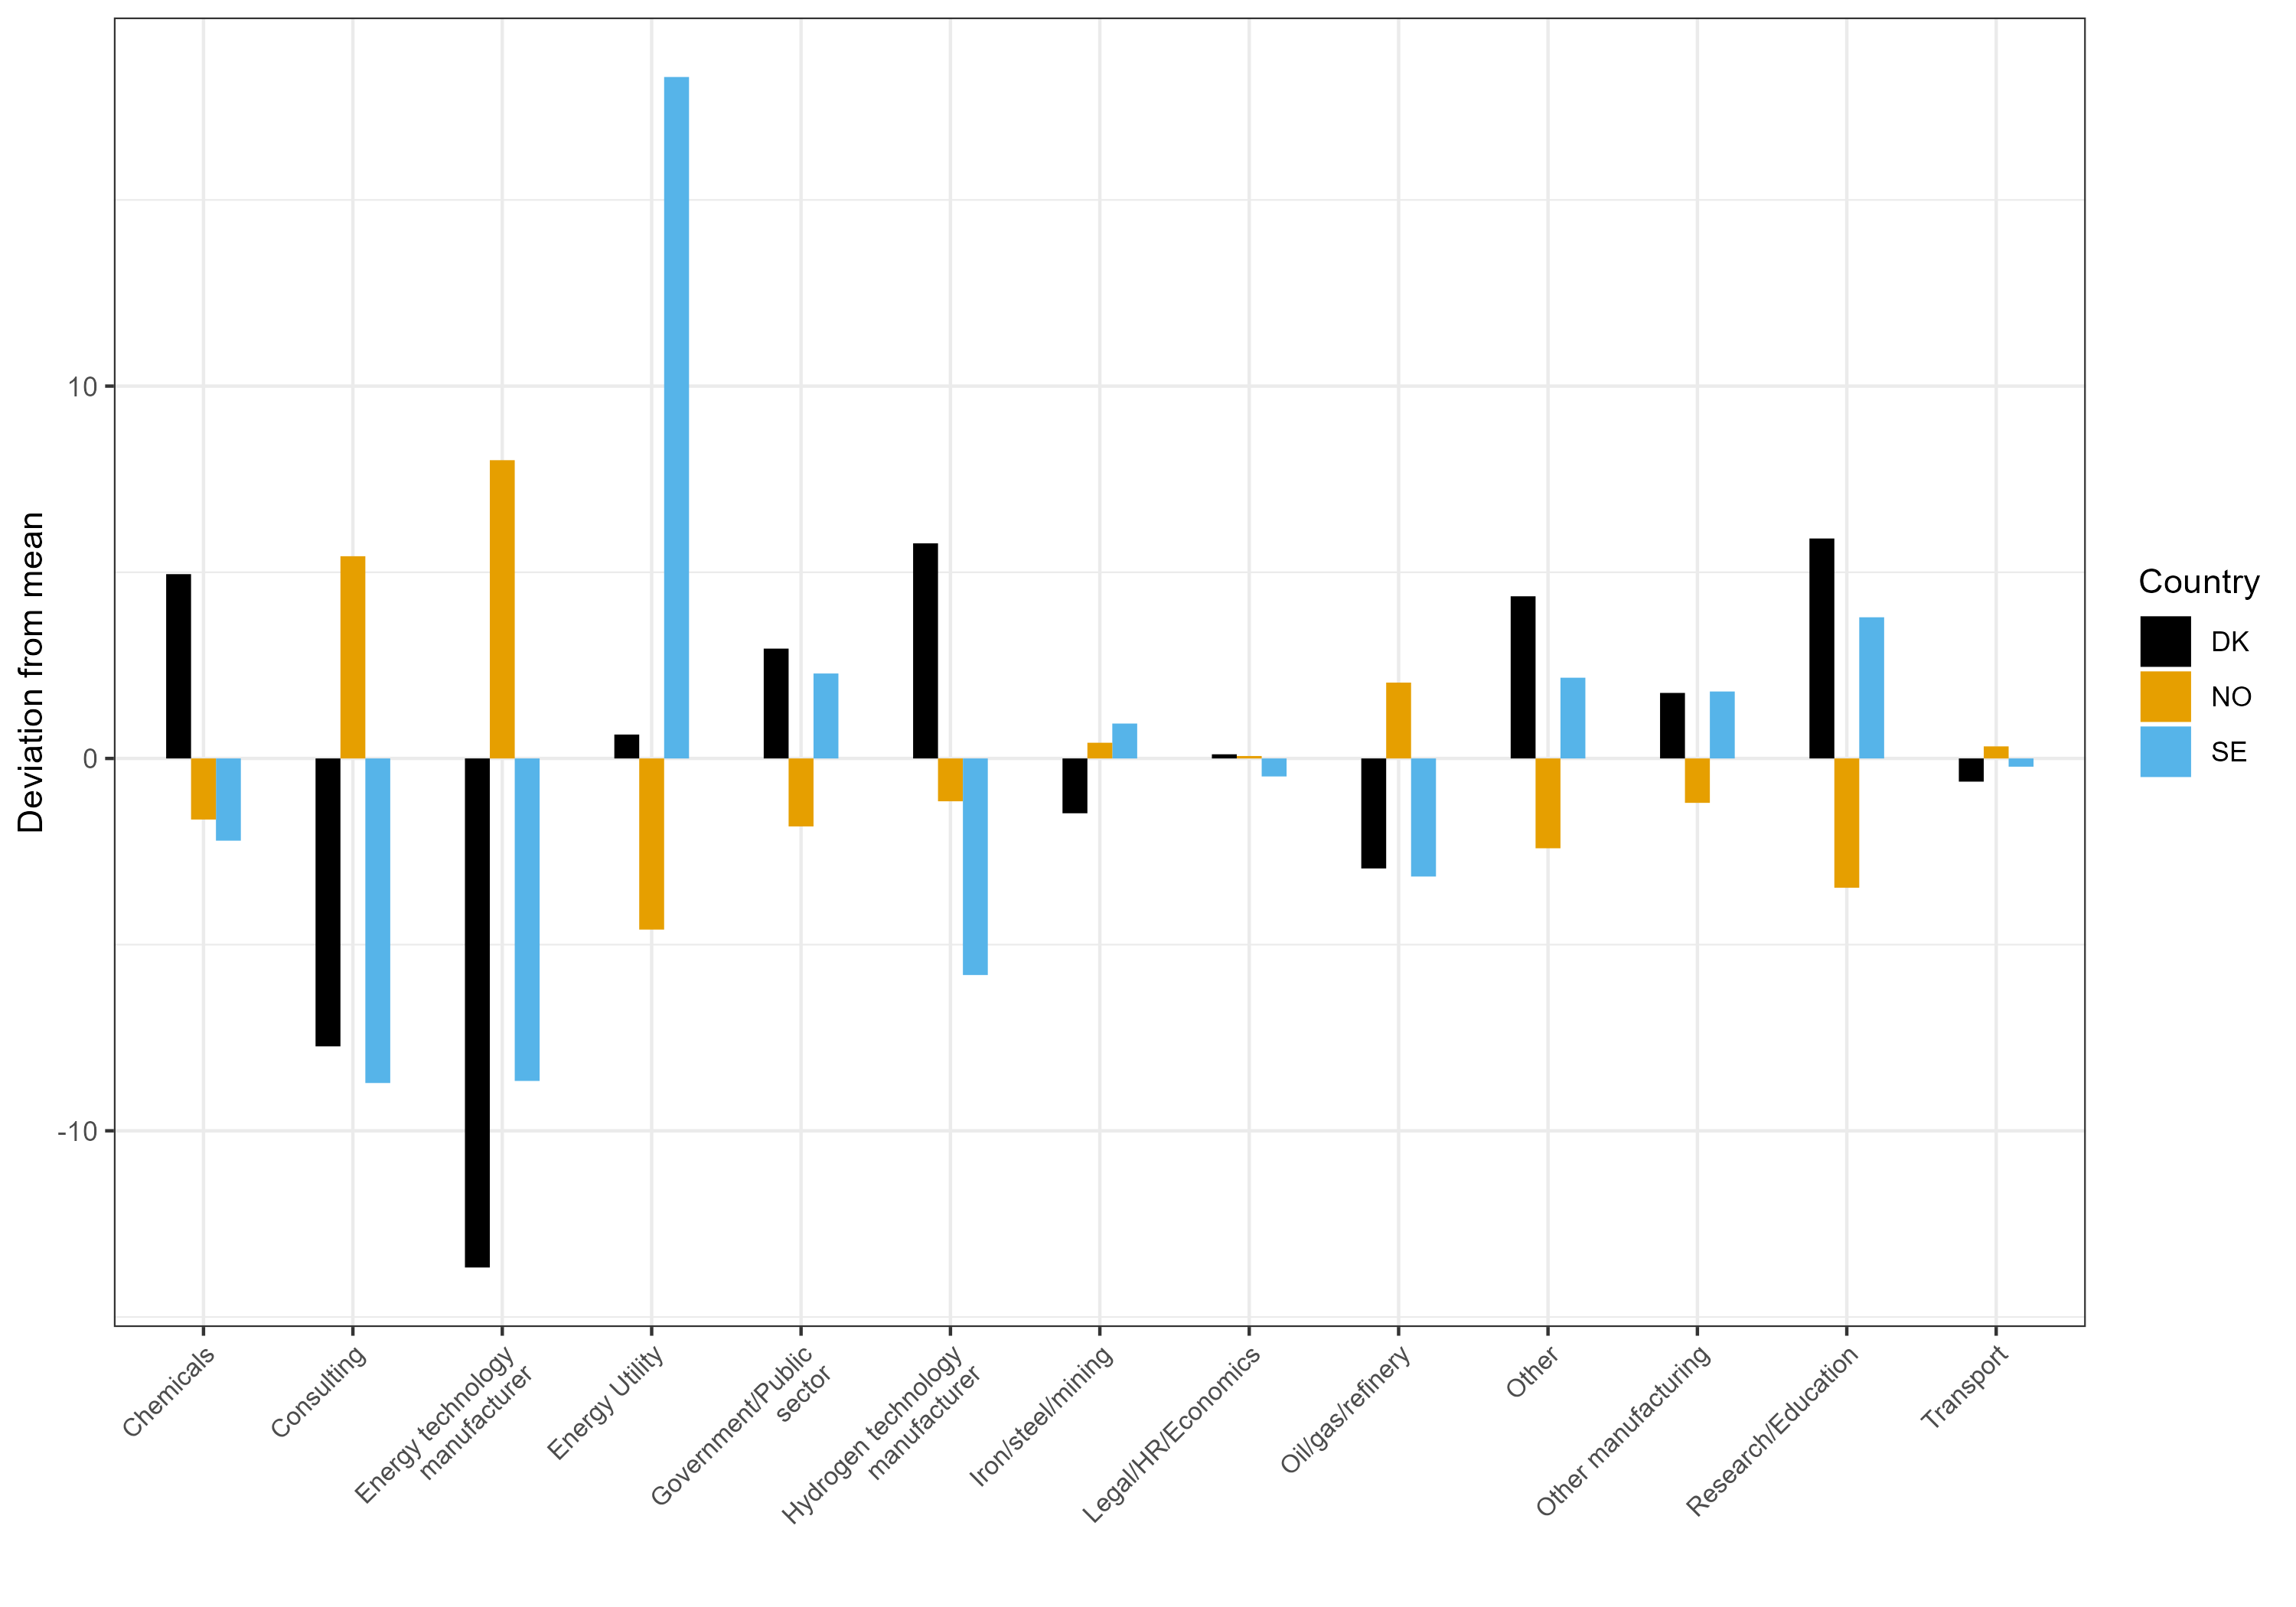 Deviation from mean
10
0
-10
Chemicals
Consulting
Energy technology
manufacturer
Energy Utility
Government/Public
sector
Hydrogen technology
manufacturer
Iron/steel/mining
Legal/HR/Economics
Oil/gas/refinery
Other
Other manufacturing
Research/Education
Transport
Country
DK
NO
SE